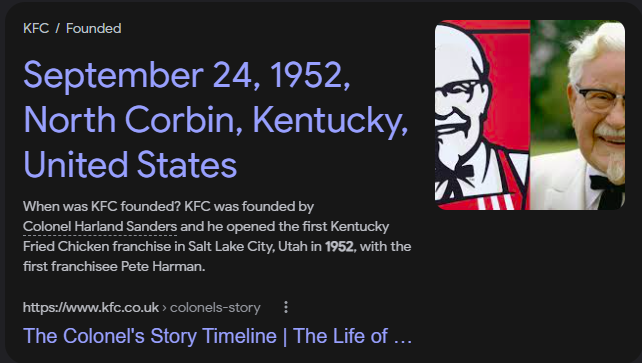 KFC / Founded
September 24, 1952,
North Corbin, Kentucky,
United States
When was KFC founded? KFC was founded by
Colonel Harland Sanders and he opened the first Kentucky
Fried Chicken franchise in Salt Lake City, Utah in 1952, with the
first franchisee Pete Harman.
https://www.kfc.co.uk › colonels-story
The Colonel's Story Timeline | The Life of ...